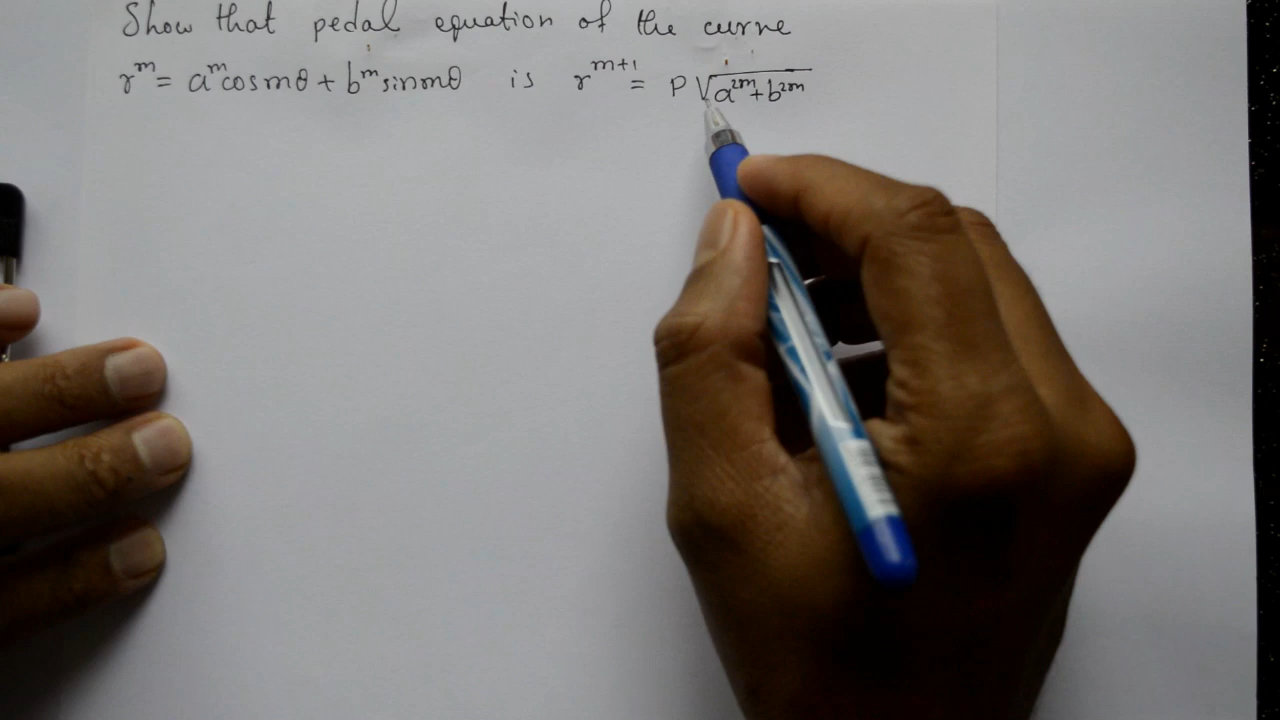 Show that pedal equation of the curve
r^m = a^m cos mθ + b^m sin mθ is r^{m+1} = P √(a^{2m} + b^{2m})